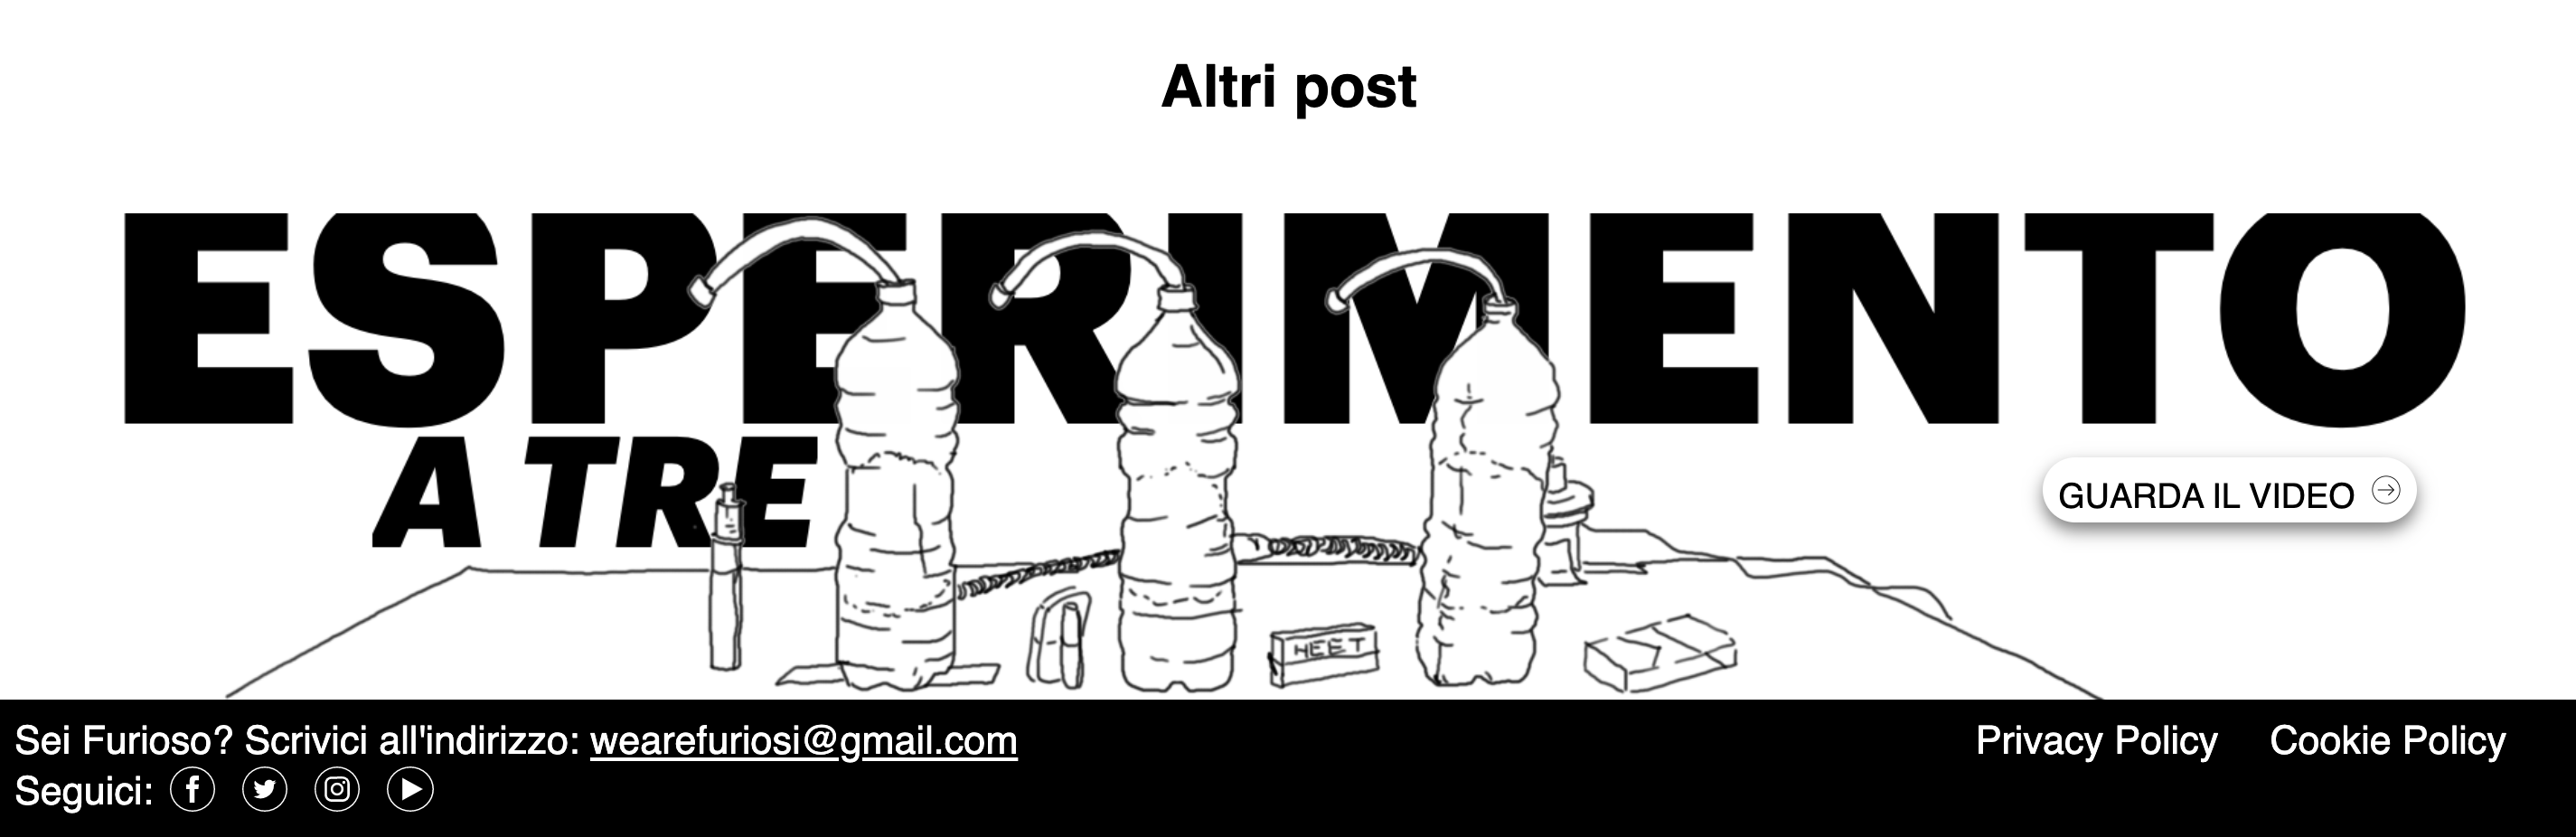 Altri post
ESPERIMENTO
A TRE
GUARDA IL VIDEO
HEET
Sei Furioso? Scrivici all'indirizzo: wearefuriosi@gmail.com
Privacy Policy Cookie Policy
Seguici: